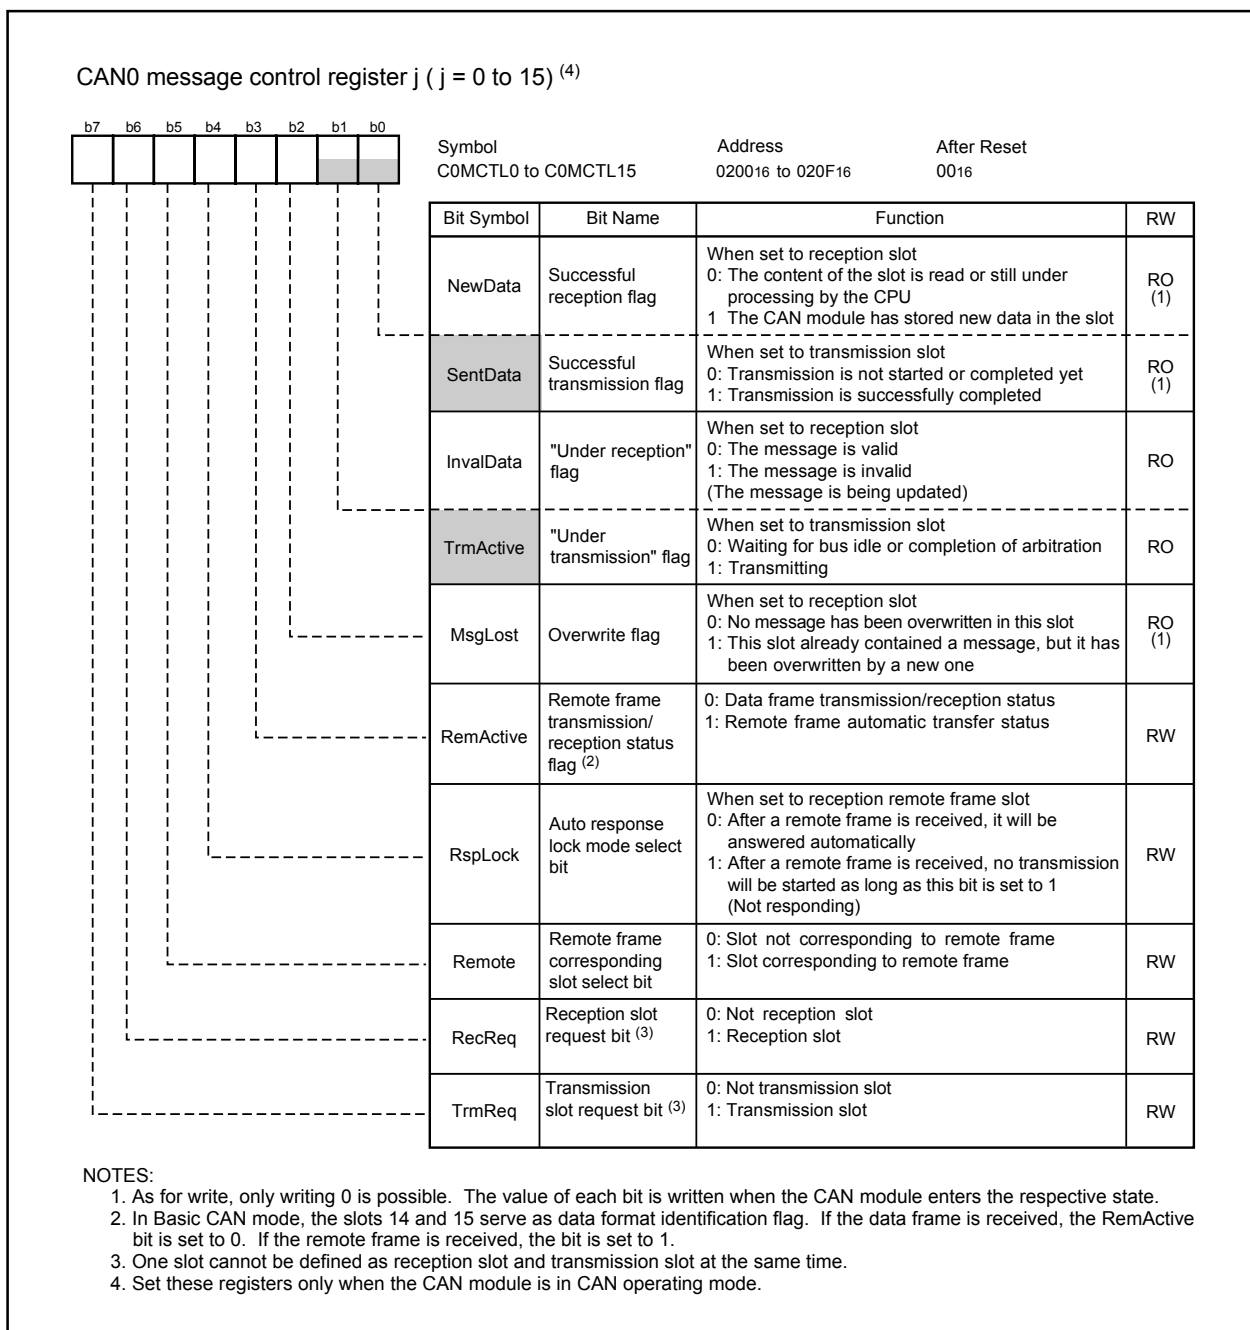 CAN0 message control register j ( j = 0 to 15) (4)
b7 b6 b5 b4 b3 b2 b1 b0
Symbol Address After Reset
C0MCTL0 to C0MCTL15 020016 to 020F16 0016
Bit Symbol Bit Name Function RW
NewData
Successful
reception flag
When set to reception slot
0: The content of the slot is read or still under
processing by the CPU
1 The CAN module has stored new data in the slot
RO
(1)
SentData
Successful
transmission flag
When set to transmission slot
0: Transmission is not started or completed yet
1: Transmission is successfully completed
RO
(1)
InvalData
"Under reception"
flag
When set to reception slot
0: The message is valid
1: The message is invalid
(The message is being updated)
RO
TrmActive
"Under
transmission" flag
When set to transmission slot
0: Waiting for bus idle or completion of arbitration
1: Transmitting
RO
MsgLost
Overwrite flag
When set to reception slot
0: No message has been overwritten in this slot
1: This slot already contained a message, but it has
been overwritten by a new one
RO
(1)
RemActive
Remote frame
transmission/
reception status
flag (2)
0: Data frame transmission/reception status
1: Remote frame automatic transfer status
RW
RspLock
Auto response
lock mode select
bit
When set to reception remote frame slot
0: After a remote frame is received, it will be
answered automatically
1: After a remote frame is received, no transmission
will be started as long as this bit is set to 1
(Not responding)
RW
Remote
Remote frame
corresponding
slot select bit
0: Slot not corresponding to remote frame
1: Slot corresponding to remote frame
RW
RecReq
Reception slot
request bit (3)
0: Not reception slot
1: Reception slot
RW
TrmReq
Transmission
slot request bit (3)
0: Not transmission slot
1: Transmission slot
RW
NOTES:
1. As for write, only writing 0 is possible. The value of each bit is written when the CAN module enters the respective state.
2. In Basic CAN mode, the slots 14 and 15 serve as data format identification flag. If the data frame is received, the RemActive
bit is set to 0. If the remote frame is received, the bit is set to 1.
3. One slot cannot be defined as reception slot and transmission slot at the same time.
4. Set these registers only when the CAN module is in CAN operating mode.